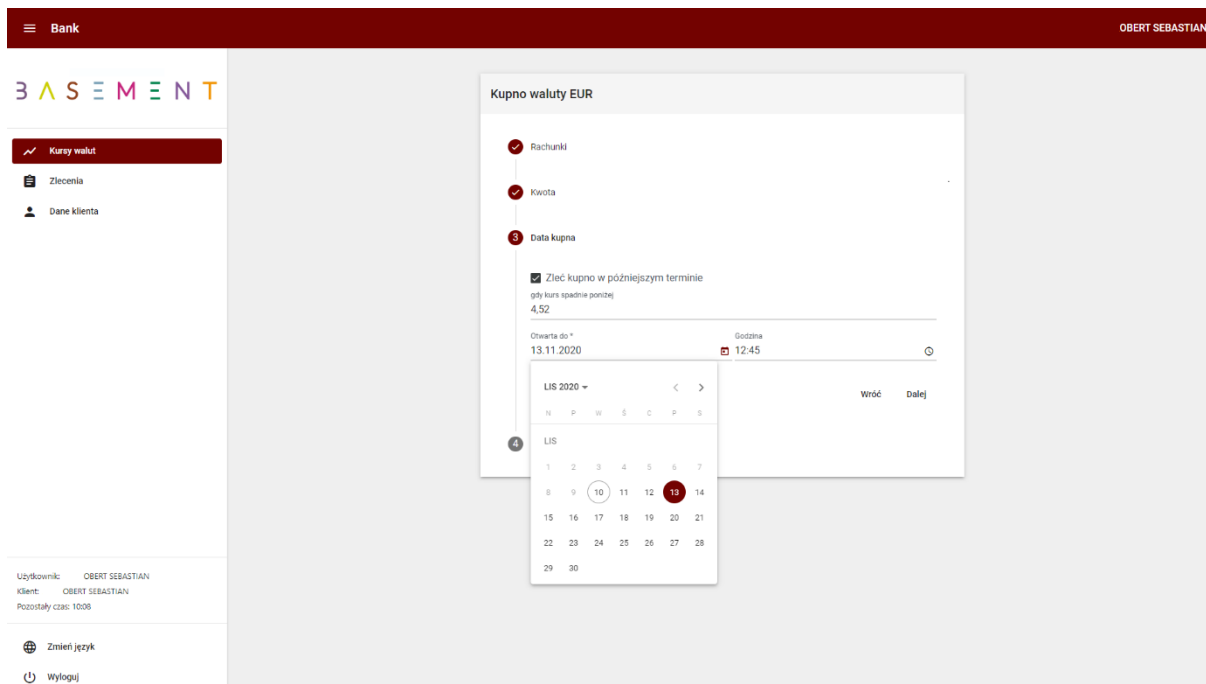 Bank
OBERT SEBASTIAN
BASEMENT
Kursy walut
Zlecenia
Dane klienta
Kupno waluty EUR
Rachunki
Kwota
3 Data kupna
Zleć kupno w późniejszym terminie
gdy kurs spadnie poniżej
4,52
Otwarta do * Godzina
13.11.2020 12:45
LIS 2020
N P W Ś C P S
Wróć Dalej
4 LIS
1 2 3 4 5 6 7
8 9 10 11 12 13 14
15 16 17 18 19 20 21
22 23 24 25 26 27 28
29 30
Użytkownik: OBERT SEBASTIAN
Klient: OBERT SEBASTIAN
Pozostały czas: 10:08
Zmień język
Wyloguj